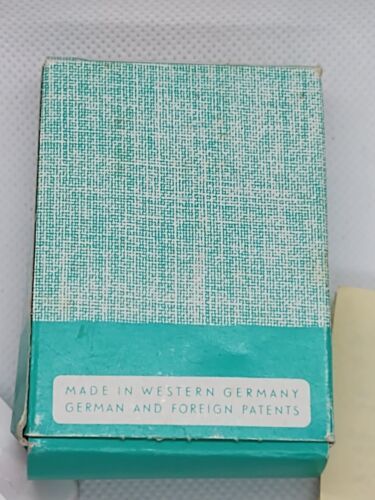 MADE IN WESTERN GERMANY
GERMAN AND FOREIGN PATENTS